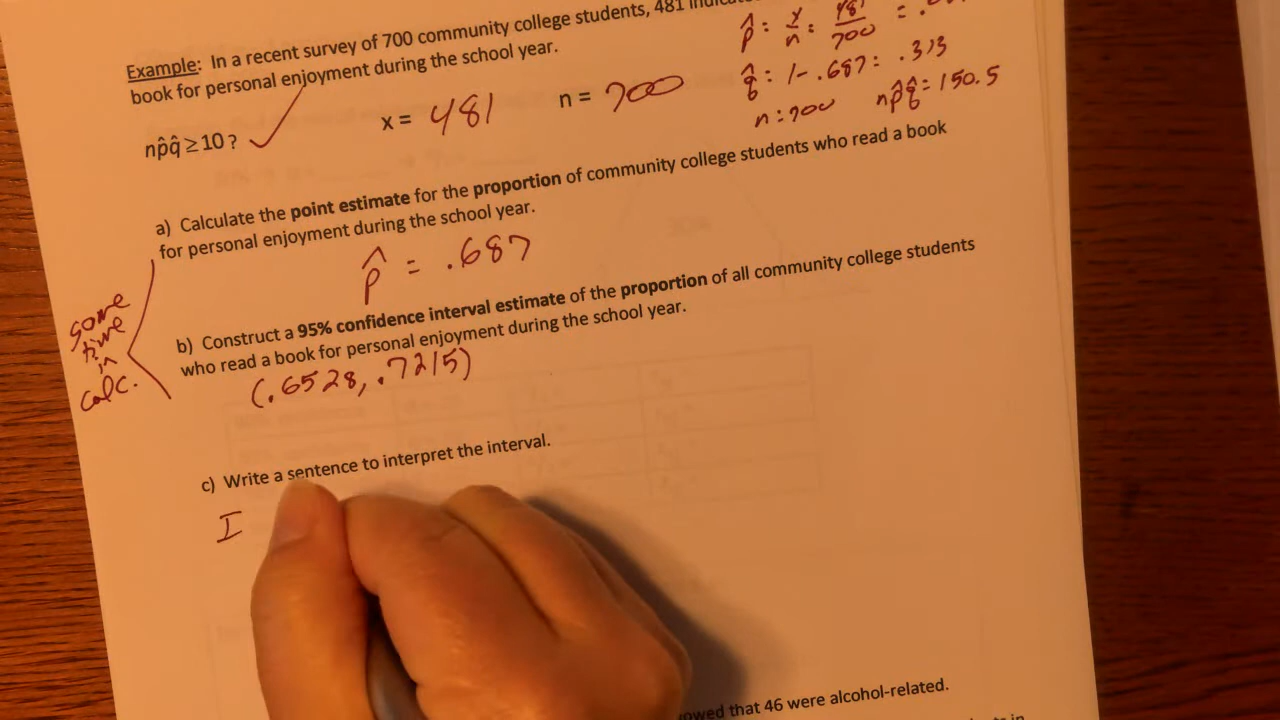 Example: In a recent survey of 700 community college students, 481
book for personal enjoyment during the school year.
p̂ : x/n : 481/700 =
q̂ : 1 - .687 : .313
n : 700 np̂q̂ = 150.5
np̂q̂ ≥ 10 ? ✓ x = 481 n = 700
a) Calculate the point estimate for the proportion of community college students who read a book
for personal enjoyment during the school year.
p̂ = .687
b) Construct a 95% confidence interval estimate of the proportion of all community college students
who read a book for personal enjoyment during the school year.
(.6528, .7215)
some
time
in
calc.
c) Write a sentence to interpret the interval.
I
that 46 were alcohol-related.